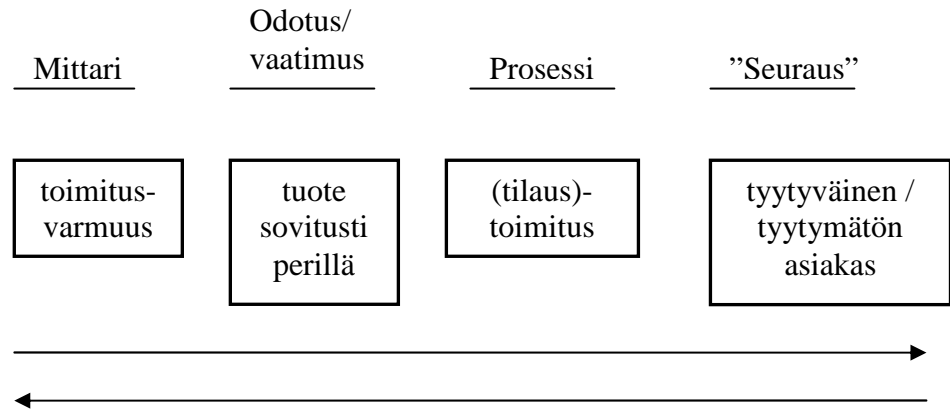 Mittari
Odotus/
vaatimus
Prosessi
”Seuraus”
toimitus-
varmuus
tuote
sovitusti
perillä
(tilaus)-
toimitus
tyytyväinen /
tyytymätön
asiakas